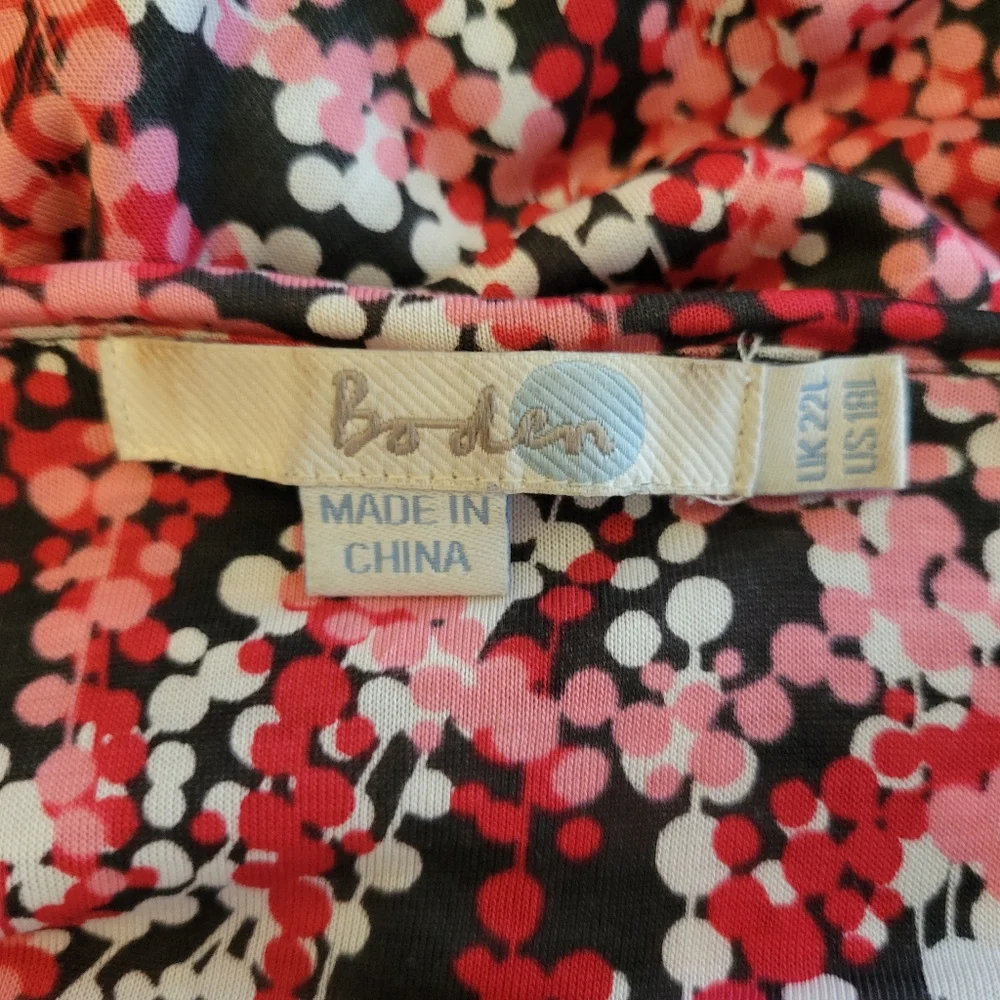 Boden
UK 22L
US 18L
MADE IN
CHINA